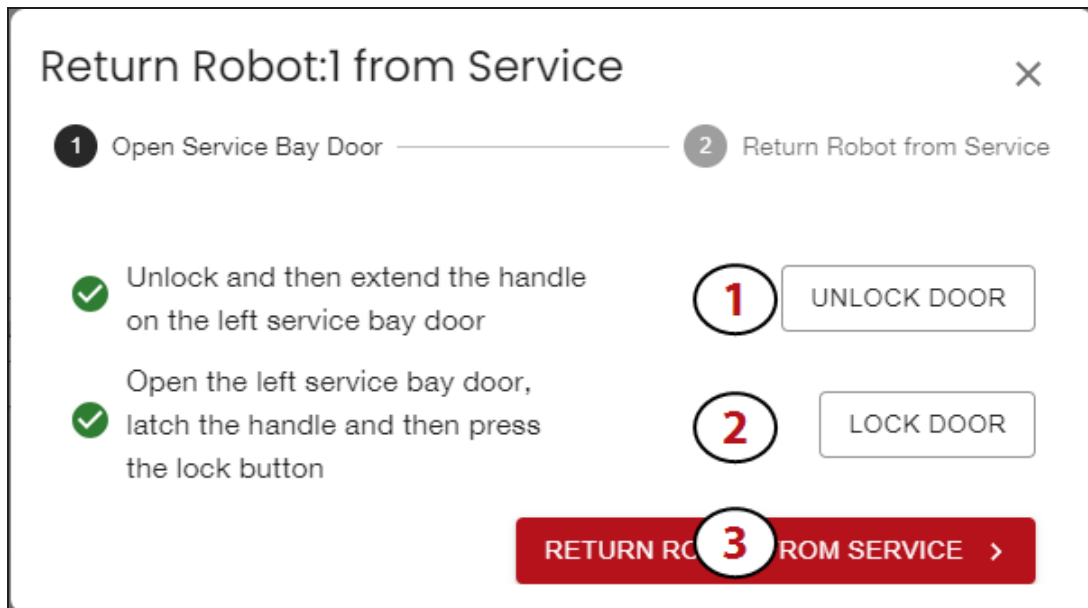 Return Robot:1 from Service
1 Open Service Bay Door 2 Return Robot from Service
Unlock and then extend the handle
on the left service bay door
1 UNLOCK DOOR
Open the left service bay door,
latch the handle and then press
the lock button
2 LOCK DOOR
RETURN RO 3 ROM SERVICE >